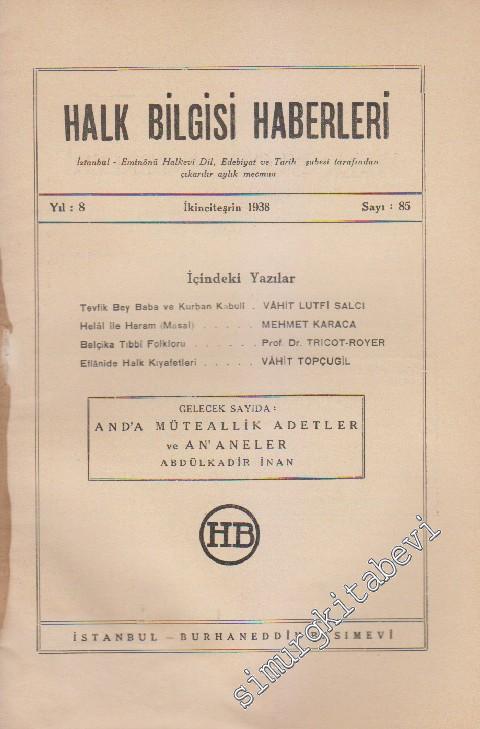 HALK BİLGİSİ HABERLERİ
İstanbul - Eminönü Halkevi Dil, Edebiyat ve Tarih şubesi tarafından
çıkarılır aylık mecmua
Yıl : 8 İkinciteşrin 1938 Sayı : 85
İçindeki Yazılar
Tevfik Bey Baba ve Kurban Kabulî . VÂHİT LUTFİ SALCI
Helâl ile Haram (Masal) . . . . . MEHMET KARACA
Belçika Tıbbî Folkloru . . . . . . Prof. Dr. TRICOT-ROYER
Eflânide Halk Kıyafetleri . . . . . VÂHİT TOPÇUGİL
GELECEK SAYIDA :
AND'A MÜTEALLİK ADETLER
ve AN'ANELER
ABDÜLKADİR İNAN
HB
İSTANBUL — BURHANEDDİN BASIMEVİ
simurgkitabevi